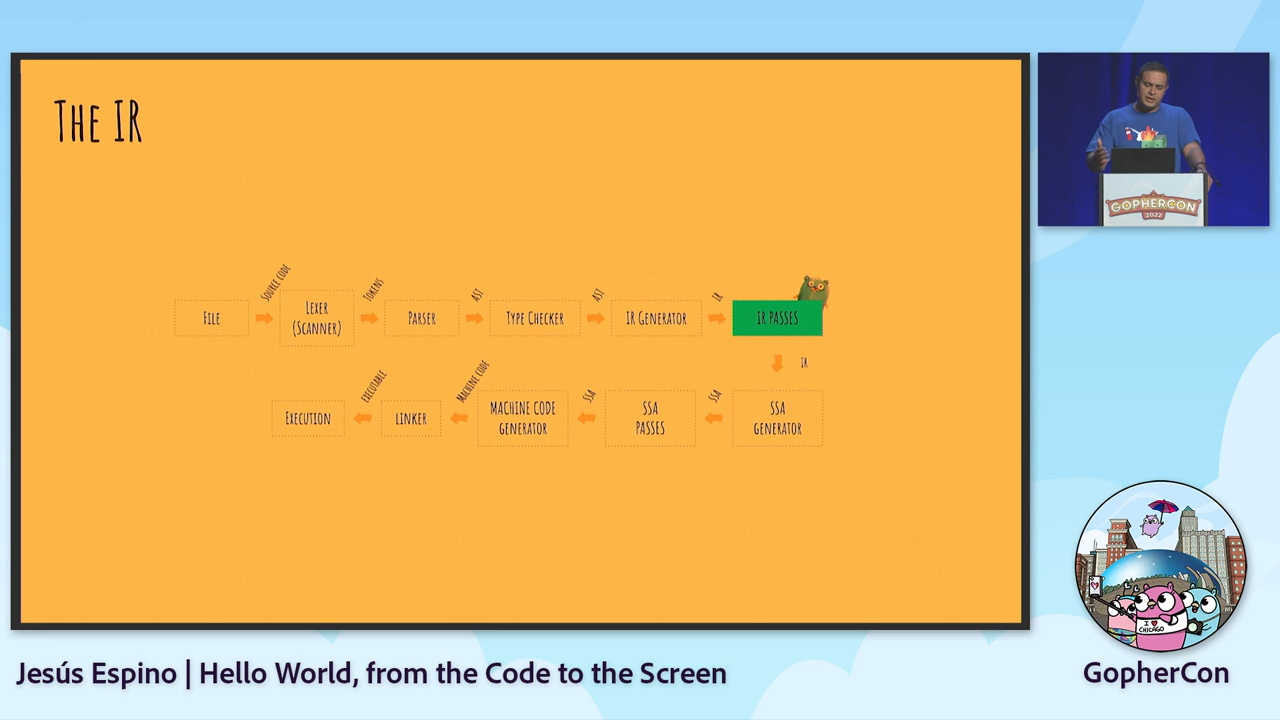 The IR
Source code
Tokens
AST
AST
IR
File
Lexer
(Scanner)
Parser
Type Checker
IR Generator
IR PASSES
IR
executable
Machine code
SSA
SSA
Execution
LINKER
MACHINE CODE
generator
SSA
PASSES
SSA
generator
GOPHERCON
2022
I ♥
CHICAGO
Jesús Espino | Hello World, from the Code to the Screen
GopherCon